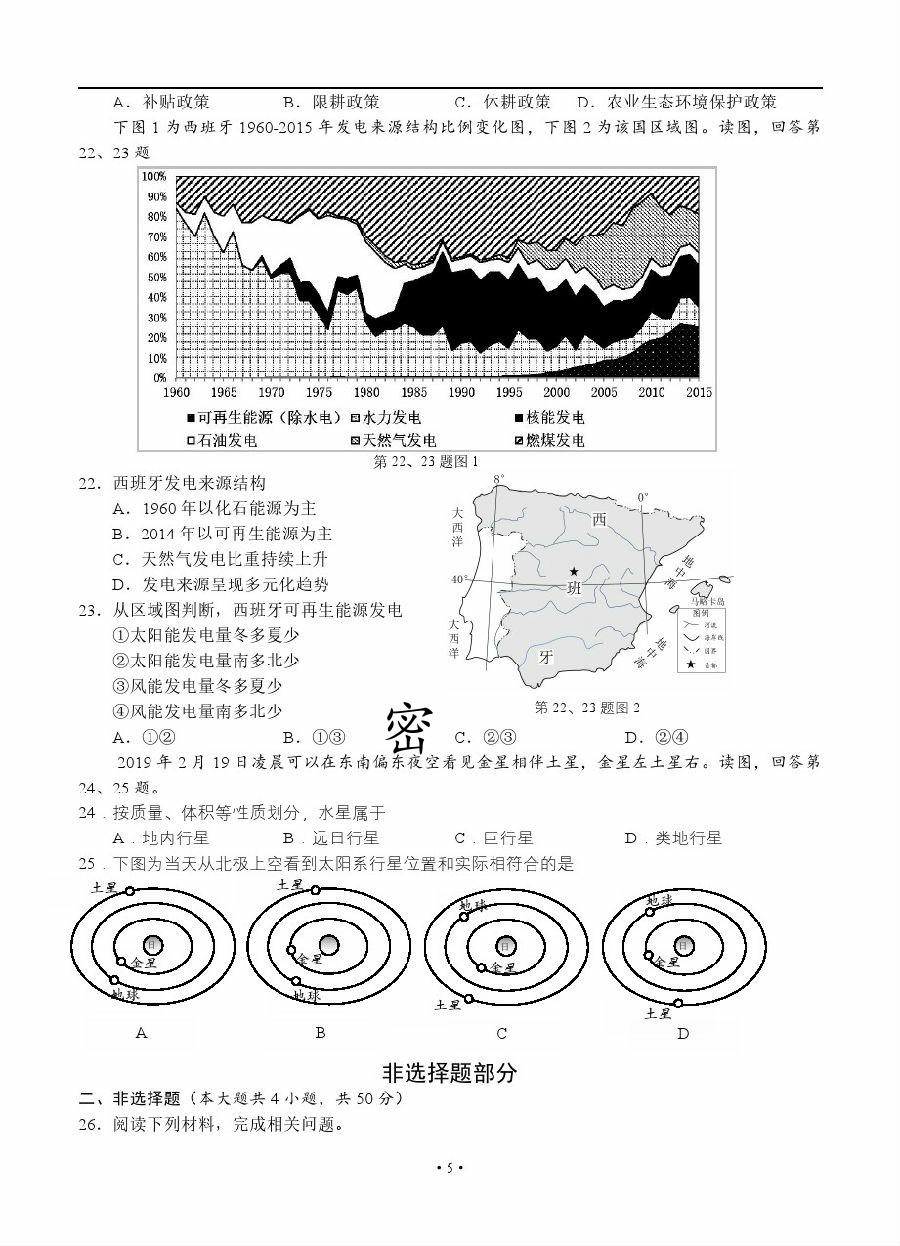 A．补贴政策 B．限耕政策 C．休耕政策 D．农业生态环境保护政策
下图 1 为西班牙 1960-2015 年发电来源结构比例变化图，下图 2 为该国区域图。读图，回答第
22、23 题
100%
90%
80%
70%
60%
50%
40%
30%
20%
10%
0%
1960 1965 1970 1975 1980 1985 1990 1995 2000 2005 2010 2015
■可再生能源（除水电） 水力发电 ■核能发电
□石油发电 天然气发电 燃煤发电
第 22、23 题图 1
22．西班牙发电来源结构
A．1960 年以化石能源为主
B．2014 年以可再生能源为主
C．天然气发电比重持续上升
D．发电来源呈现多元化趋势
23．从区域图判断，西班牙可再生能源发电
①太阳能发电量冬多夏少
②太阳能发电量南多北少
③风能发电量冬多夏少
④风能发电量南多北少
8°
0°
40°
大西洋
西
班
牙
地中海
马略卡岛
大西洋
地中海
图例
河流
海岸线
国界
★ 首都
第 22、23 题图 2
密
A．①② B．①③ C．②③ D．②④
2019 年 2 月 19 日凌晨可以在东南偏东夜空看见金星相伴土星，金星左土星右。读图，回答第
24、25 题。
24．按质量、体积等性质划分，水星属于
A．地内行星 B．远日行星 C．巨行星 D．类地行星
25．下图为当天从北极上空看到太阳系行星位置和实际相符合的是
土星 日 金星 地球
土星 金星 地球
地球 日 金星 土星
地球 日 金星 土星
A B C D
非选择题部分
二、非选择题（本大题共 4 小题，共 50 分）
26．阅读下列材料，完成相关问题。
·5·